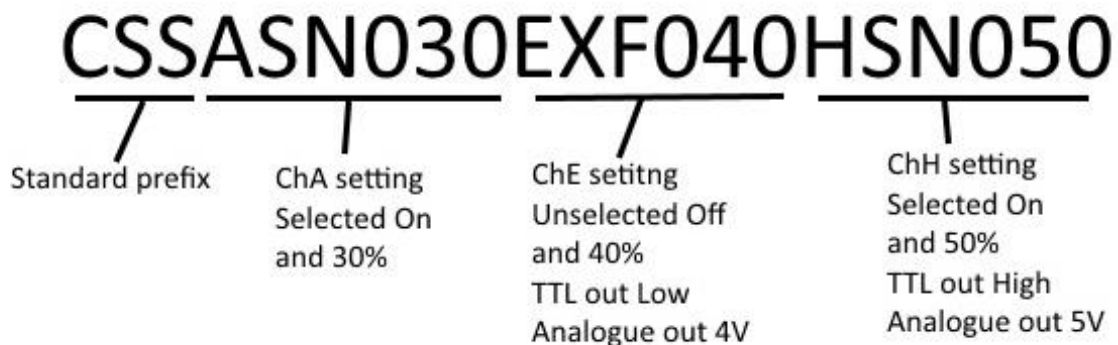 CSSASN030EXF040HSN050
Standard prefix
ChA setting
Selected On
and 30%
ChE setitng
Unselected Off
and 40%
TTL out Low
Analogue out 4V
ChH setting
Selected On
and 50%
TTL out High
Analogue out 5V